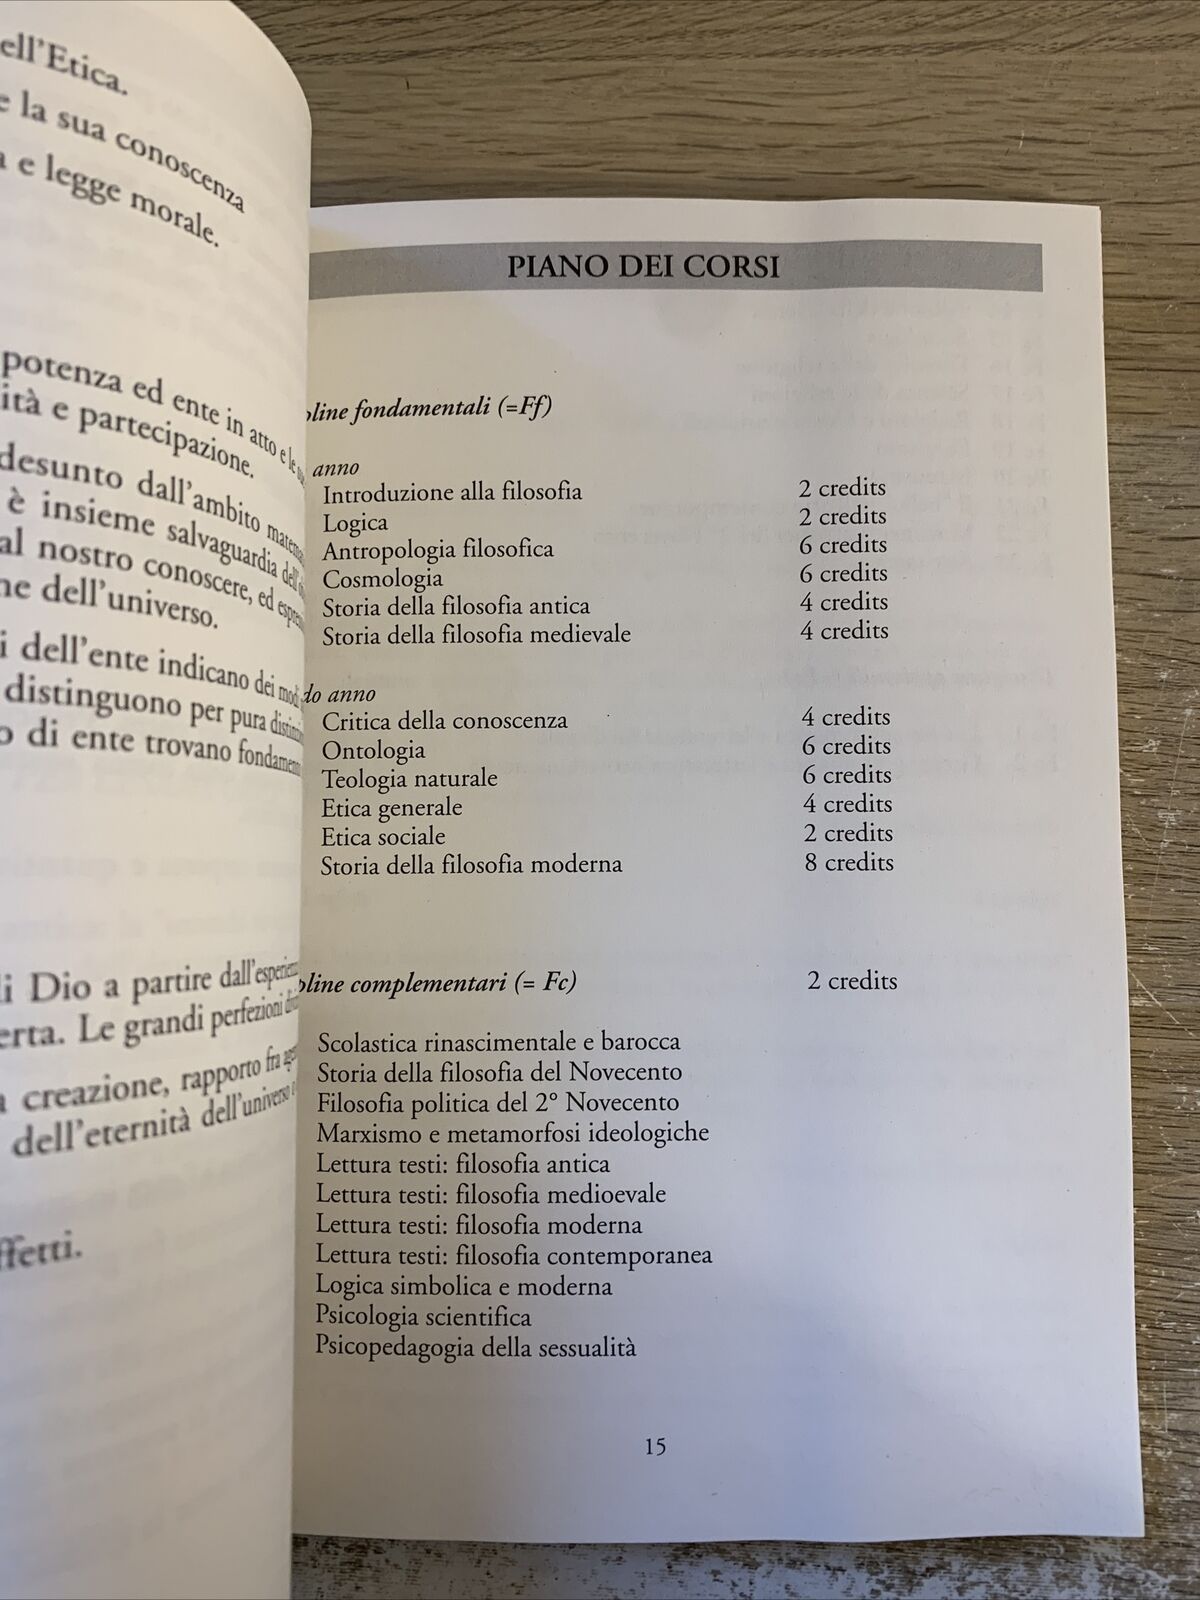 ell'Etica.
e la sua conoscenza
e legge morale.
potenza ed ente in atto e le
ità e partecipazione.
desunto dall'ambito
è insieme salvaguardia
al nostro conoscere, ed
ne dell'universo.
i dell'ente indicano dei
distinguono per pura
o di ente trovano
Dio a partire dall'
erta. Le grandi perfezioni
creazione, rapporto fra
dell'eternità dell'universo
ffetti.
PIANO DEI CORSI
line fondamentali (=Ff)
anno
Introduzione alla filosofia 2 credits
Logica 2 credits
Antropologia filosofica 6 credits
Cosmologia 6 credits
Storia della filosofia antica 4 credits
Storia della filosofia medievale 4 credits
do anno
Critica della conoscenza 4 credits
Ontologia 6 credits
Teologia naturale 6 credits
Etica generale 4 credits
Etica sociale 2 credits
Storia della filosofia moderna 8 credits
line complementari (= Fc) 2 credits
Scolastica rinascimentale e barocca
Storia della filosofia del Novecento
Filosofia politica del 2° Novecento
Marxismo e metamorfosi ideologiche
Lettura testi: filosofia antica
Lettura testi: filosofia medioevale
Lettura testi: filosofia moderna
Lettura testi: filosofia contemporanea
Logica simbolica e moderna
Psicologia scientifica
Psicopedagogia della sessualità
15